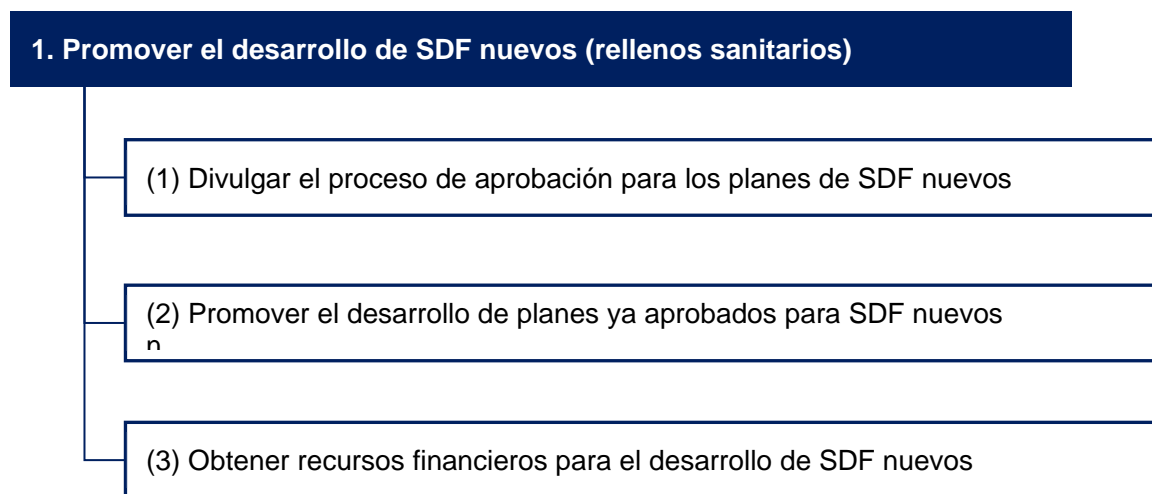 1. Promover el desarrollo de SDF nuevos (rellenos sanitarios)
(1) Divulgar el proceso de aprobación para los planes de SDF nuevos
(2) Promover el desarrollo de planes ya aprobados para SDF nuevos
(3) Obtener recursos financieros para el desarrollo de SDF nuevos